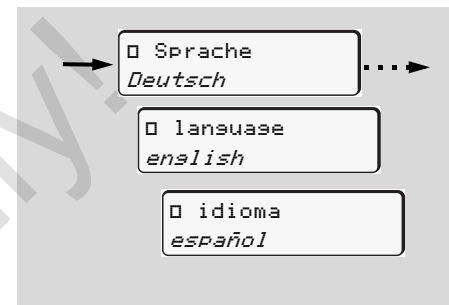 □ Sprache
Deutsch
□ language
english
□ idioma
español